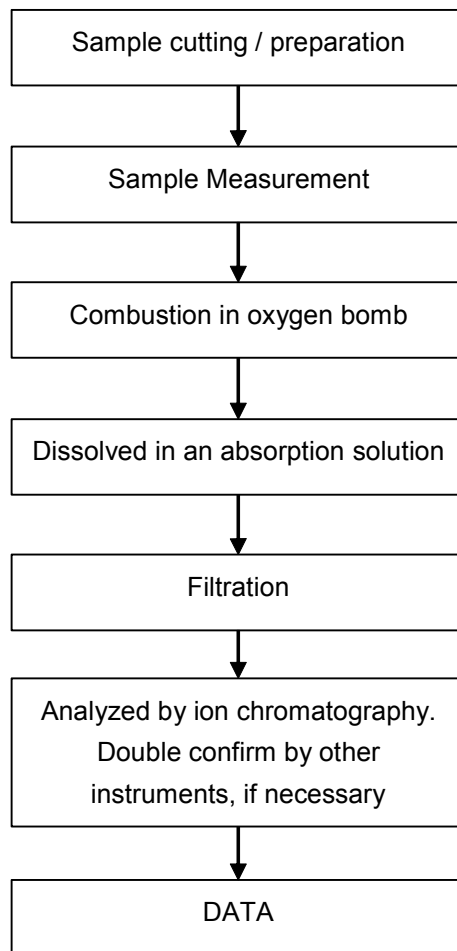 Sample cutting / preparation
Sample Measurement
Combustion in oxygen bomb
Dissolved in an absorption solution
Filtration
Analyzed by ion chromatography.
Double confirm by other
instruments, if necessary
DATA